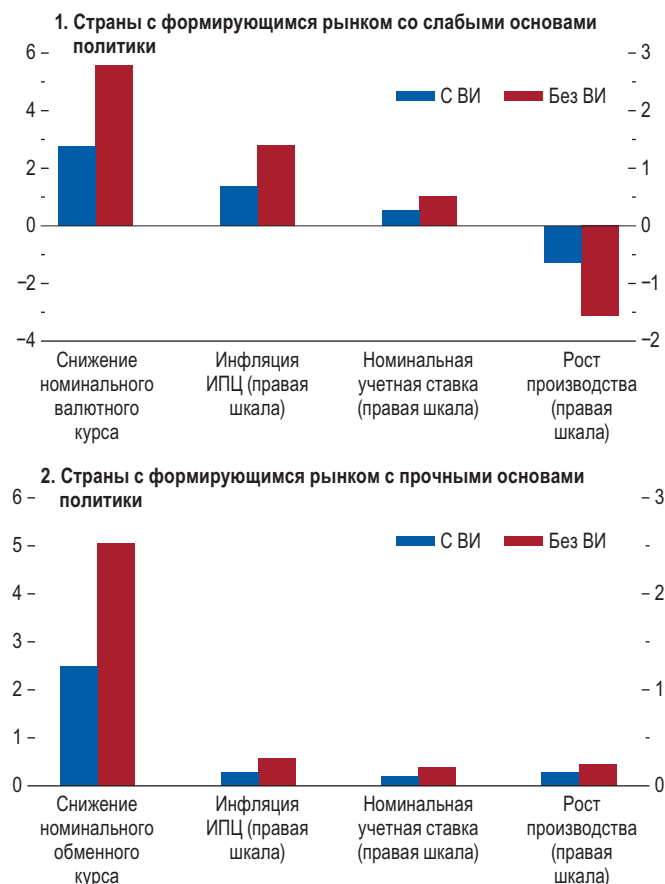 1. Страны с формирующимся рынком со слабыми основами
политики
6 –
4 –
2 –
0
–2 –
–4
– 3
– 2
– 1
0
– –1
–2
С ВИ Без ВИ
Снижение
номинального
валютного
курса
Инфляция
ИПЦ (правая
шкала)
Номинальная
учетная ставка
(правая шкала)
Рост
производства
(правая
шкала)
2. Страны с формирующимся рынком с прочными основами
политики
6 –
5 –
4 –
3 –
2 –
1 –
0
– 3
– 2
– 1
0
С ВИ Без ВИ
Снижение
номинального
обменного
курса
Инфляция
ИПЦ (правая
шкала)
Номинальная
учетная ставка
(правая шкала)
Рост
производства
(правая
шкала)